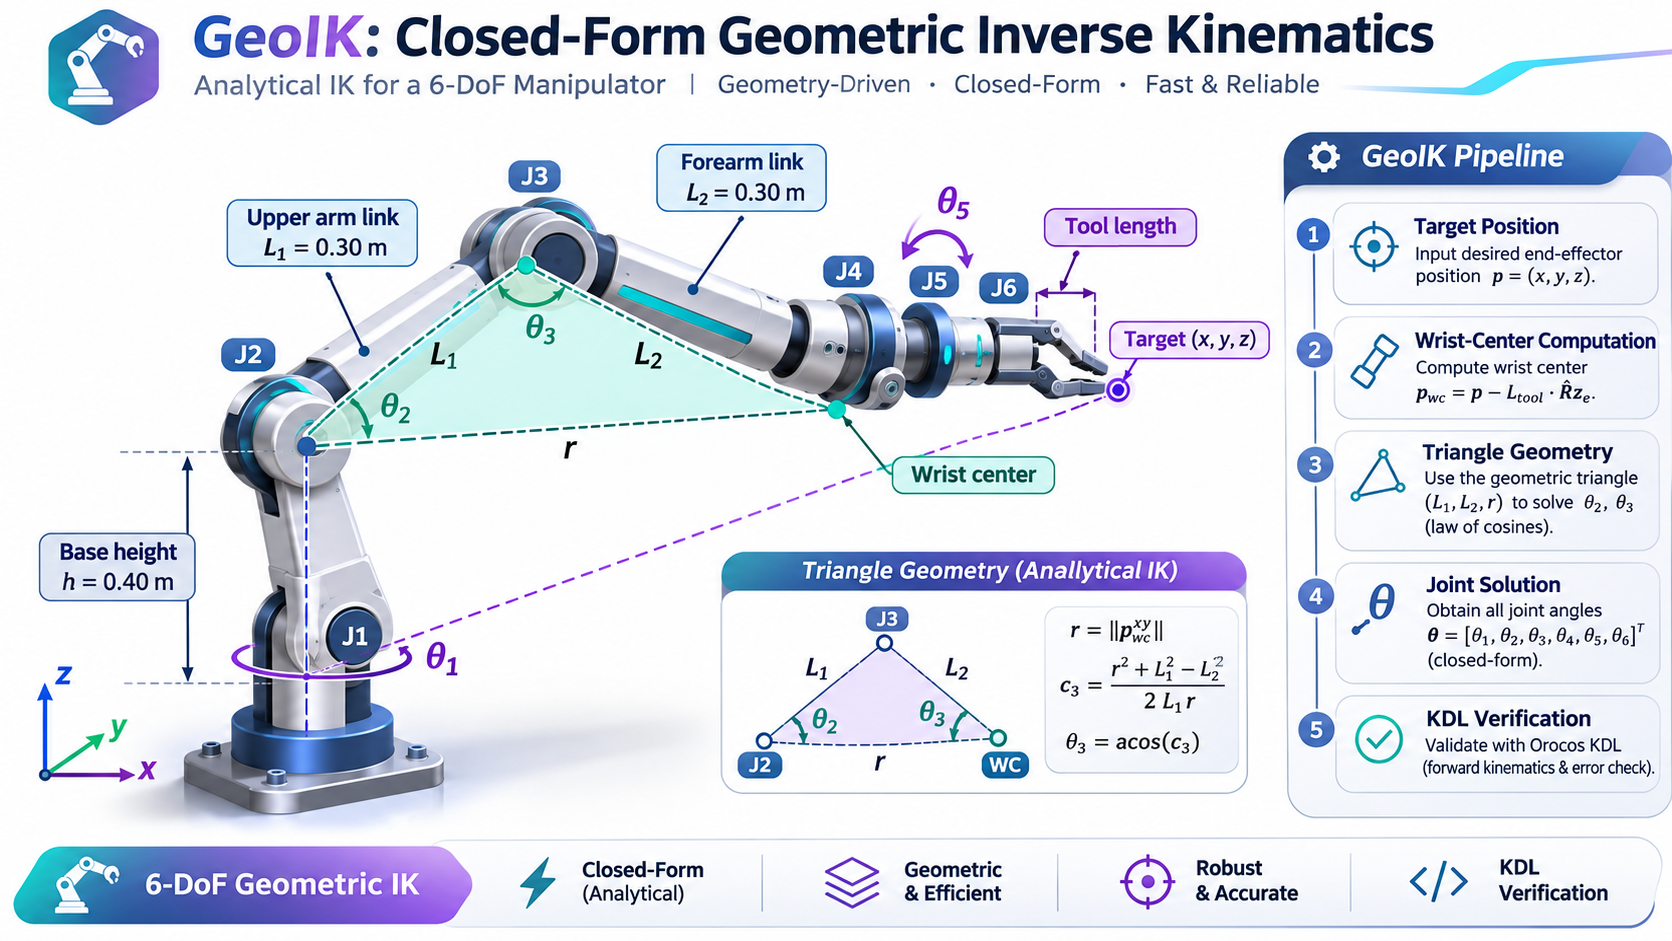 GeoIK: Closed-Form Geometric Inverse Kinematics
Analytical IK for a 6-DoF Manipulator | Geometry-Driven · Closed-Form · Fast & Reliable
J3
Forearm link
L₂ = 0.30 m
Upper arm link
L₁ = 0.30 m
θ₅
Tool length
J4
J5
J6
θ₃
Target (x, y, z)
J2
L₁
L₂
θ₂
r
Wrist center
Base height
h = 0.40 m
J1
θ₁
z
y
x
Triangle Geometry (Anallytical IK)
J3
L₁
L₂
θ₂
θ₃
J2
r
WC
r = ||p_wc^xy||
c₃ = (r² + L₁² − L₂²) / (2 L₁ r)
θ₃ = acos(c₃)
GeoIK Pipeline
1
Target Position
Input desired end-effector
position p = (x, y, z).
2
Wrist-Center Computation
Compute wrist center
p_wc = p − L_tool · R̂z_e.
3
Triangle Geometry
Use the geometric triangle
(L₁, L₂, r) to solve θ₂, θ₃
(law of cosines).
4
θ
Joint Solution
Obtain all joint angles
θ = [θ₁, θ₂, θ₃, θ₄, θ₅, θ₆]ᵀ
(closed-form).
5
KDL Verification
Validate with Orocos KDL
(forward kinematics & error check).
6-DoF Geometric IK
Closed-Form
(Analytical)
Geometric
& Efficient
Robust
& Accurate
</>
KDL
Verification